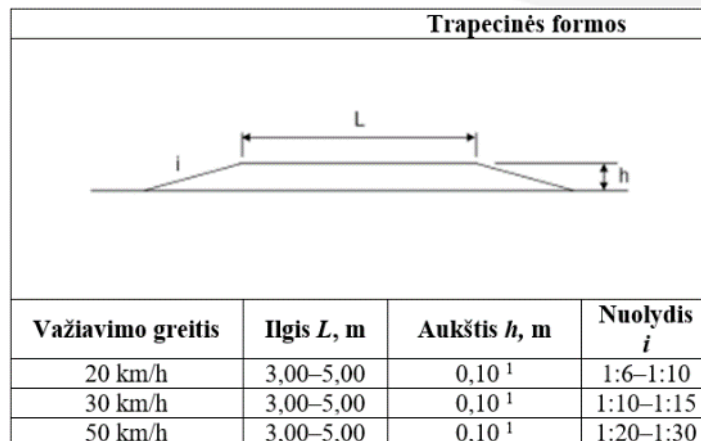 Trapecinės formos
L
i
h
Važiavimo greitis Ilgis L, m Aukštis h, m Nuolydis i
20 km/h 3,00–5,00 0,10 1 1:6–1:10
30 km/h 3,00–5,00 0,10 1 1:10–1:15
50 km/h 3,00–5,00 0,10 1 1:20–1:30